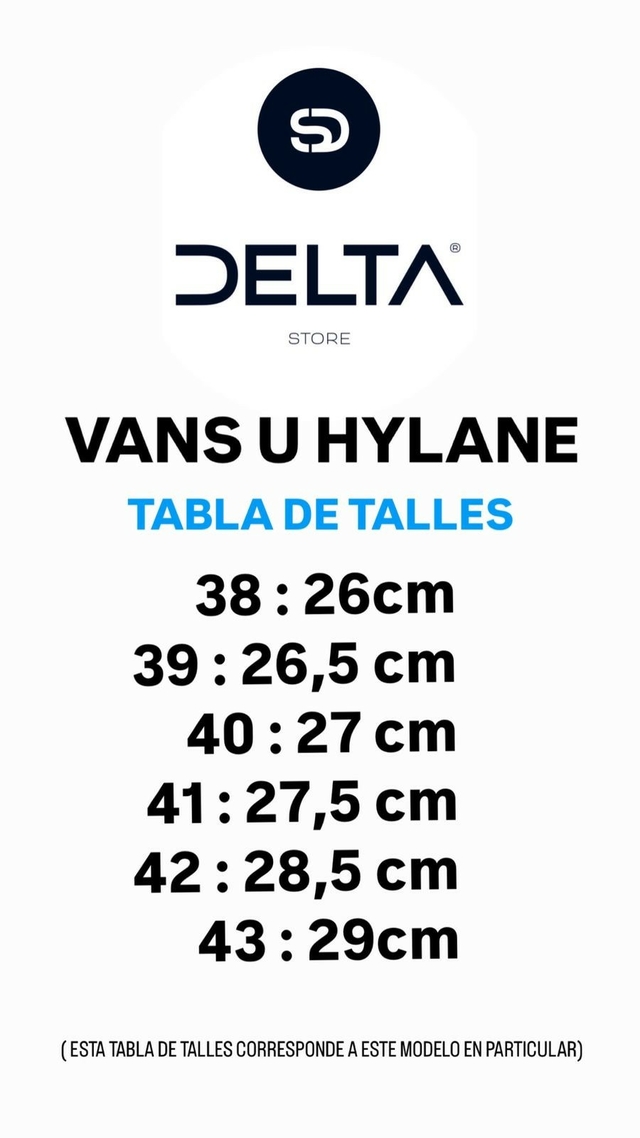 SD
DELTA®
STORE
VANS U HYLANE
TABLA DE TALLES
38 : 26cm
39 : 26,5 cm
40 : 27 cm
41 : 27,5 cm
42 : 28,5 cm
43 : 29cm
( ESTA TABLA DE TALLES CORRESPONDE A ESTE MODELO EN PARTICULAR)